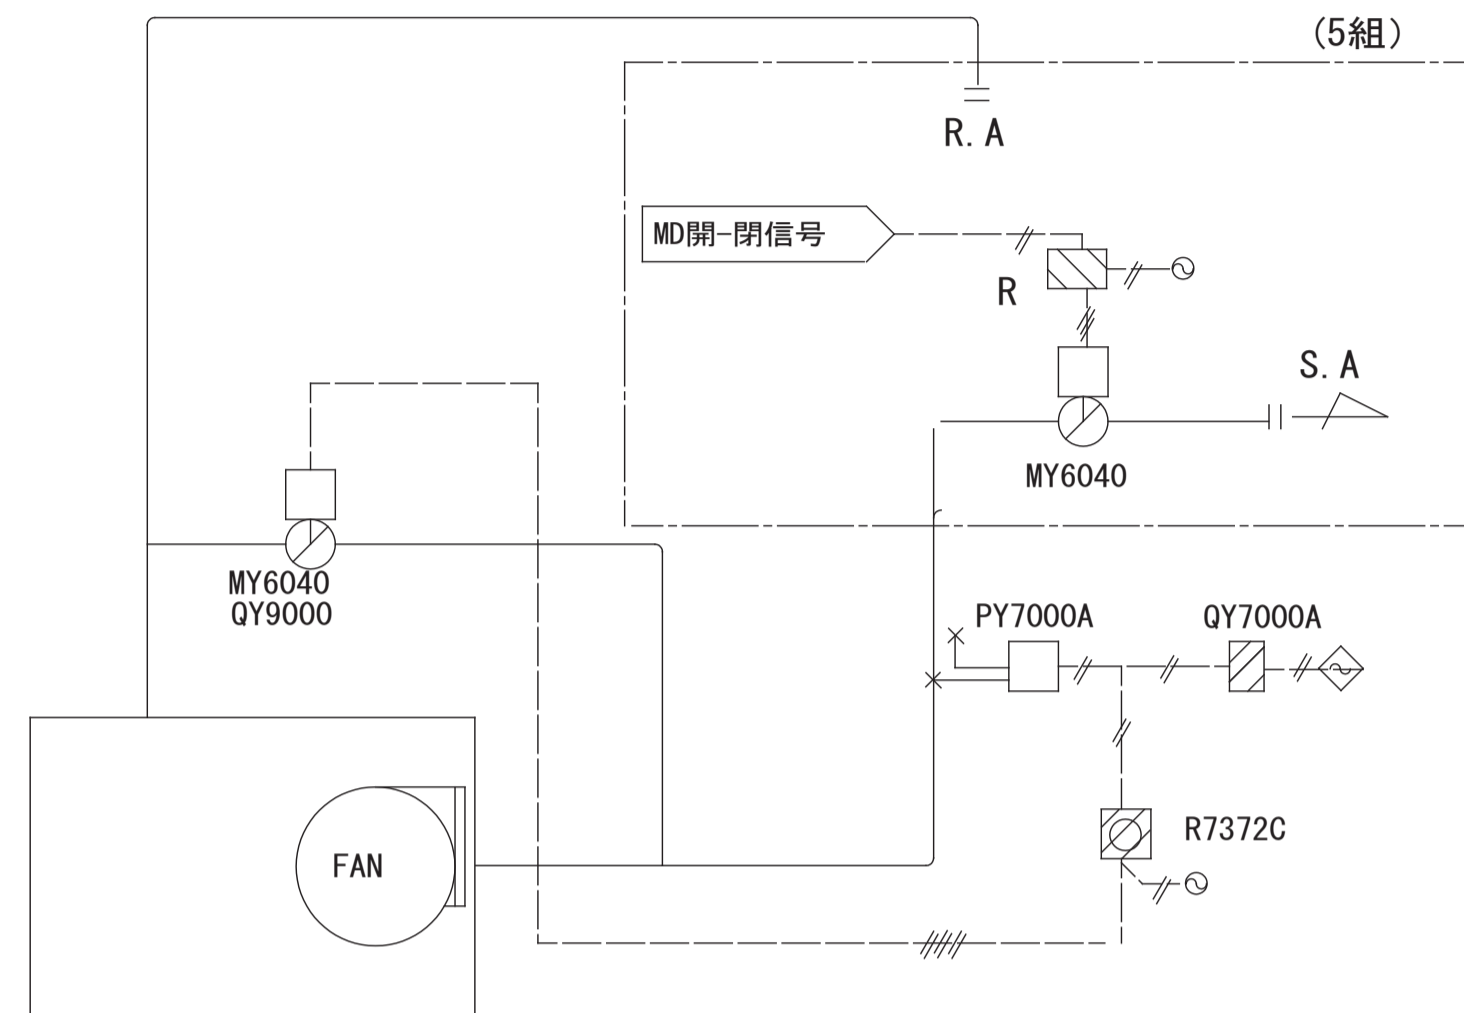 (5組)
R.A
MD開-閉信号
R
S.A
MY6040
MY6040
QY9000
PY7000A
QY7000A
R7372C
FAN